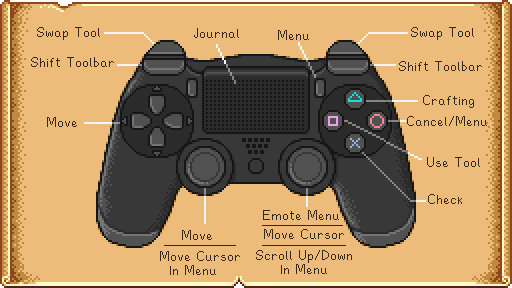 Swap Tool
Journal
Menu
Swap Tool
Shift Toolbar
Shift Toolbar
Crafting
Move
Cancel/Menu
Use Tool
Check
Move
Move Cursor
In Menu
Emote Menu
Move Cursor
Scroll Up/Down
In Menu